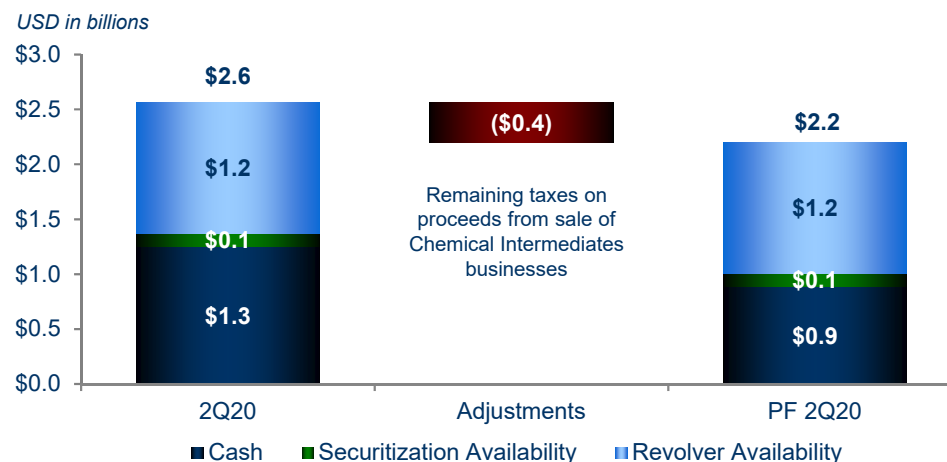 USD in billions
$3.0
$2.5
$2.0
$1.5
$1.0
$0.5
$0.0
$2.6
$1.2
$0.1
$1.3
($0.4)
Remaining taxes on
proceeds from sale of
Chemical Intermediates
businesses
$2.2
$1.2
$0.1
$0.9
2Q20 Adjustments PF 2Q20
Cash Securitization Availability Revolver Availability